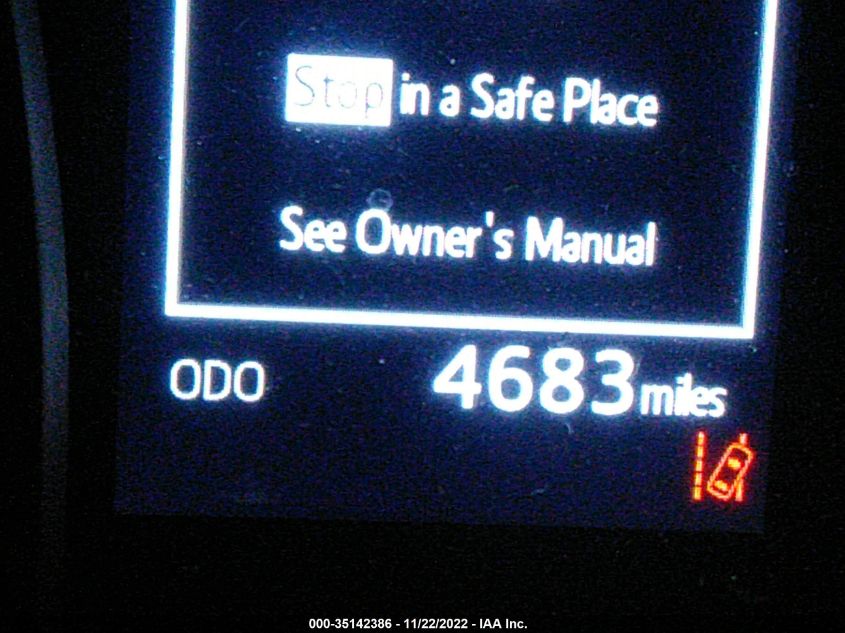 Stop in a Safe Place
See Owner's Manual
ODO 4683 miles
000-35142386 - 11/22/2022 - IAA Inc.